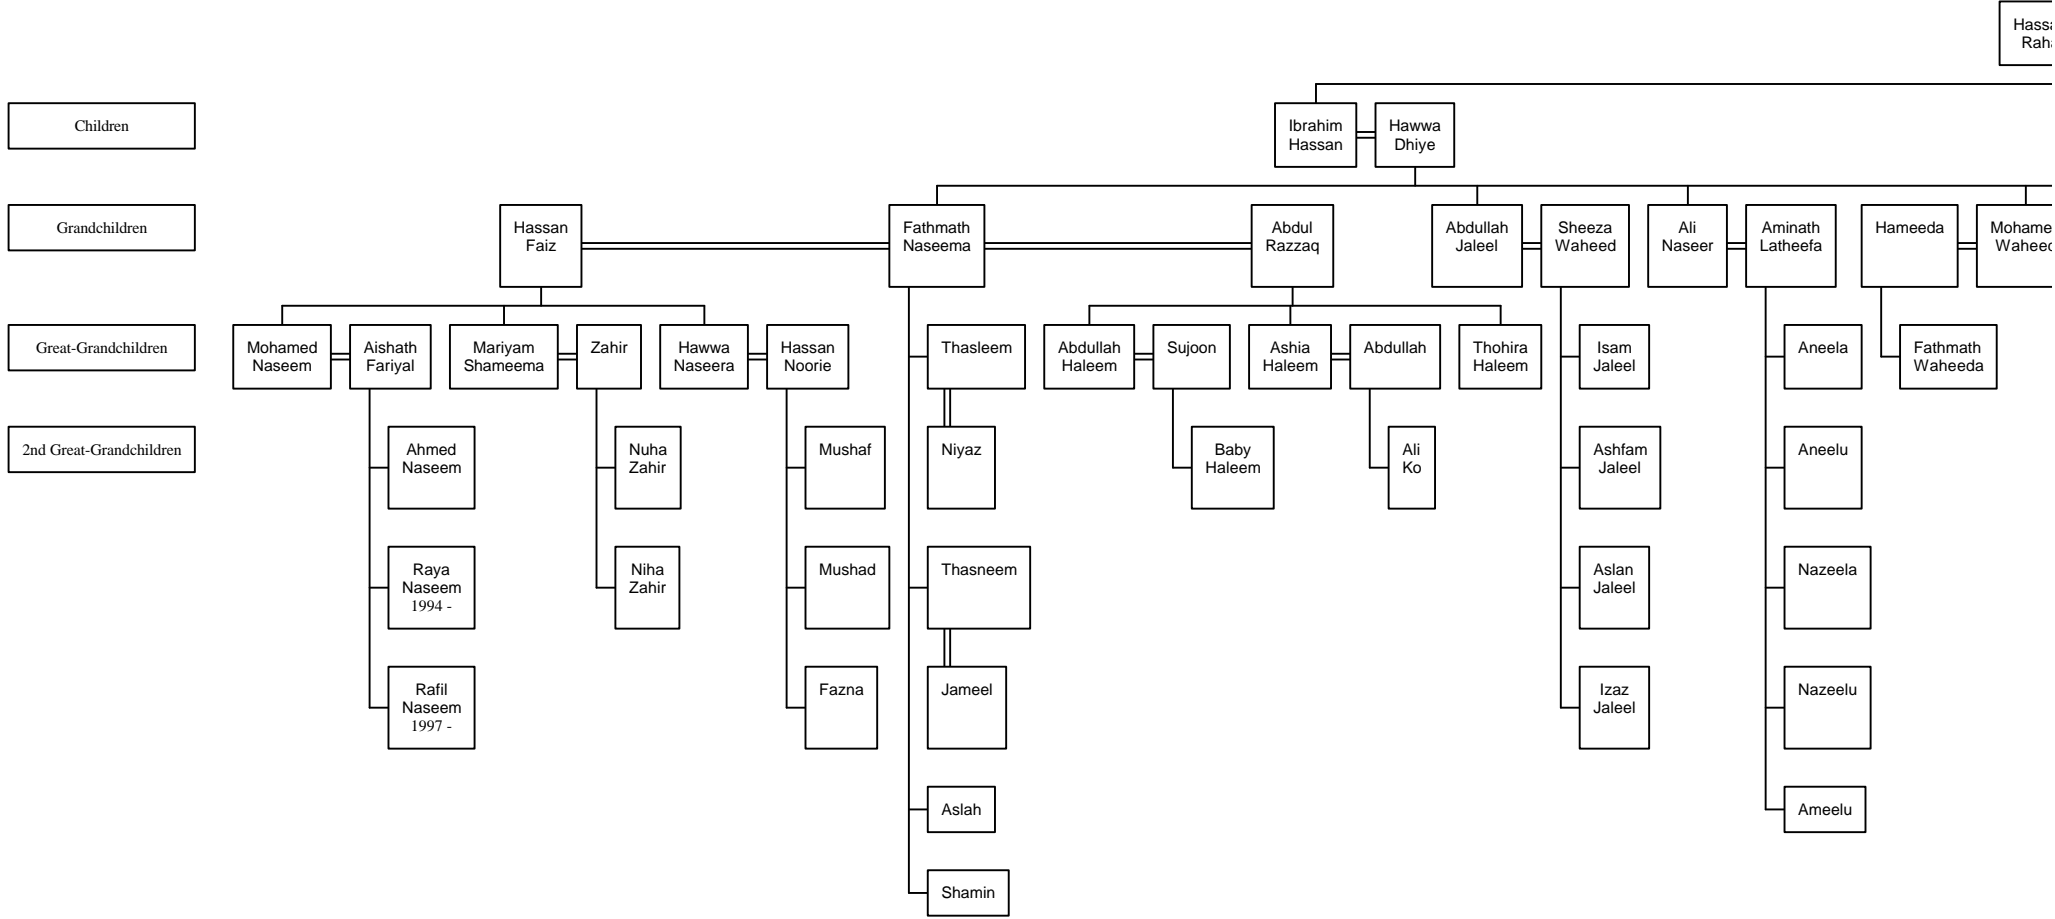 Hassa
Raha
Children
Ibrahim
Hassan
Hawwa
Dhiye
Grandchildren
Hassan
Faiz
Fathmath
Naseema
Abdul
Razzaq
Abdullah
Jaleel
Sheeza
Waheed
Ali
Naseer
Aminath
Latheefa
Hameeda
Mohame
Waheed
Great-Grandchildren
Mohamed
Naseem
Aishath
Fariyal
Mariyam
Shameema
Zahir
Hawwa
Naseera
Hassan
Noorie
Thasleem
Abdullah
Haleem
Sujoon
Ashia
Haleem
Abdullah
Thohira
Haleem
Isam
Jaleel
Aneela
Fathmath
Waheeda
2nd Great-Grandchildren
Ahmed
Naseem
Nuha
Zahir
Mushaf
Niyaz
Baby
Haleem
Ali
Ko
Ashfam
Jaleel
Aneelu
Raya
Naseem
1994 -
Niha
Zahir
Mushad
Thasneem
Aslan
Jaleel
Nazeela
Rafil
Naseem
1997 -
Fazna
Jameel
Izaz
Jaleel
Nazeelu
Aslah
Ameelu
Shamin